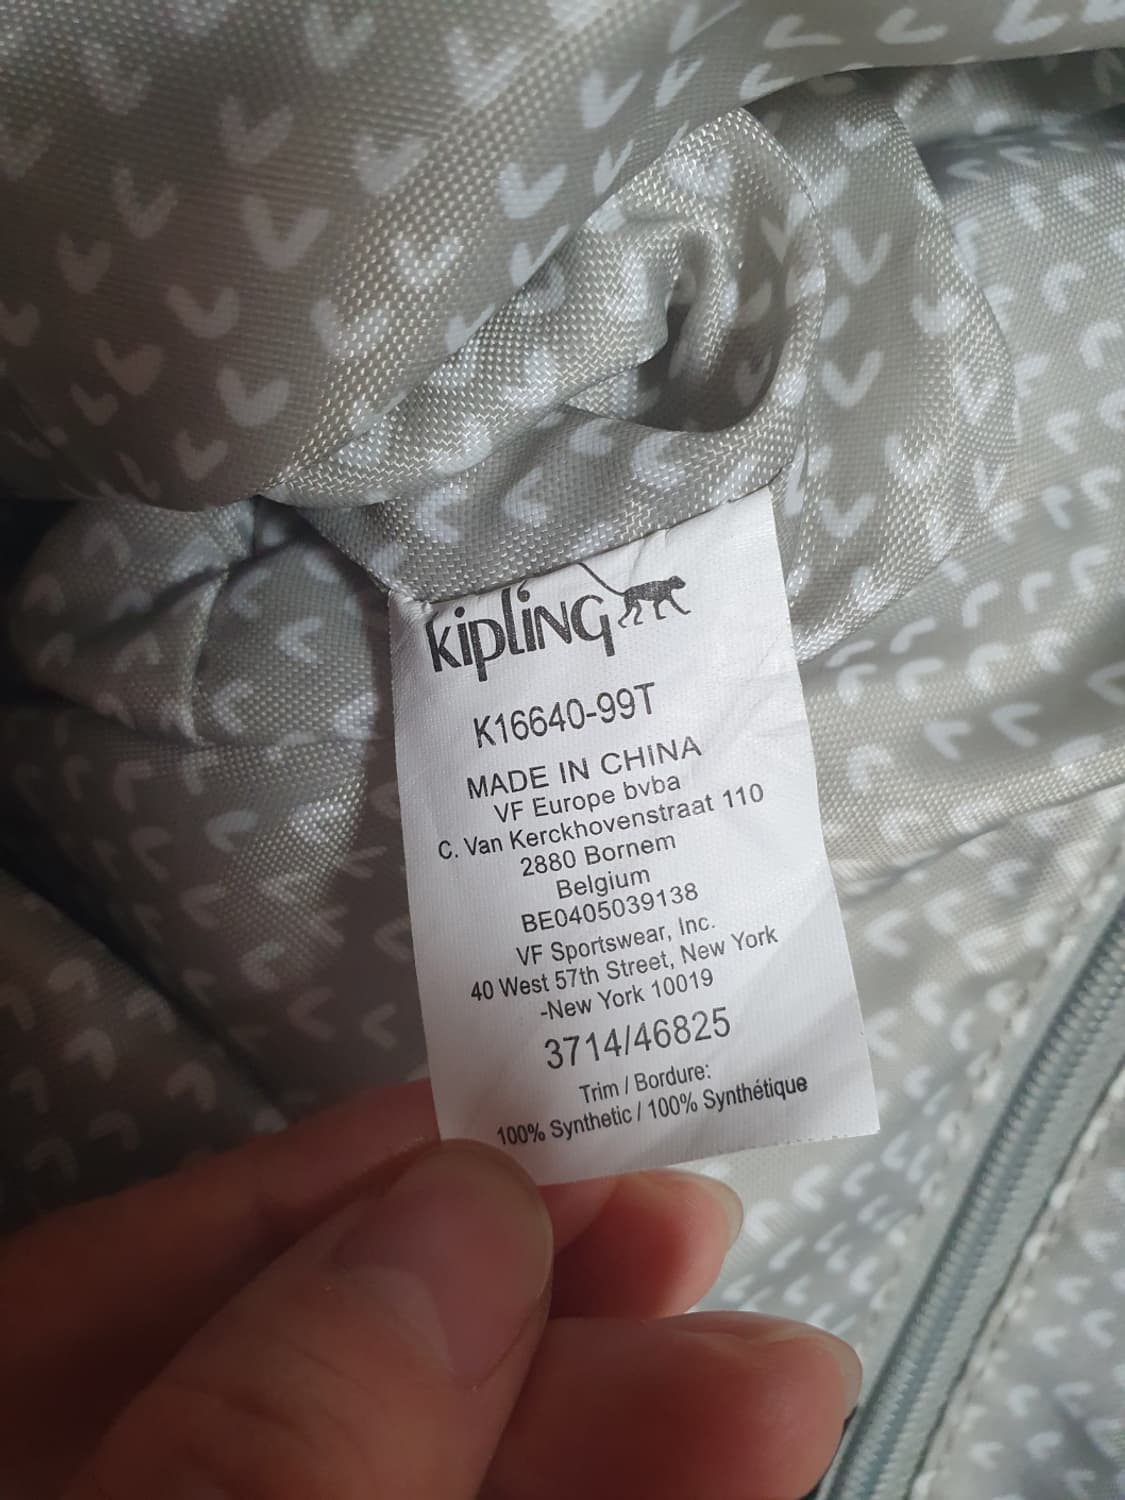 kipling
K16640-99T
MADE IN CHINA
VF Europe bvba
C. Van Kerckhovenstraat 110
2880 Bornem
Belgium
BE0405039138
VF Sportswear, Inc.
40 West 57th Street, New York
-New York 10019
3714/46825
Trim / Bordure:
100% Synthetic / 100% Synthétique